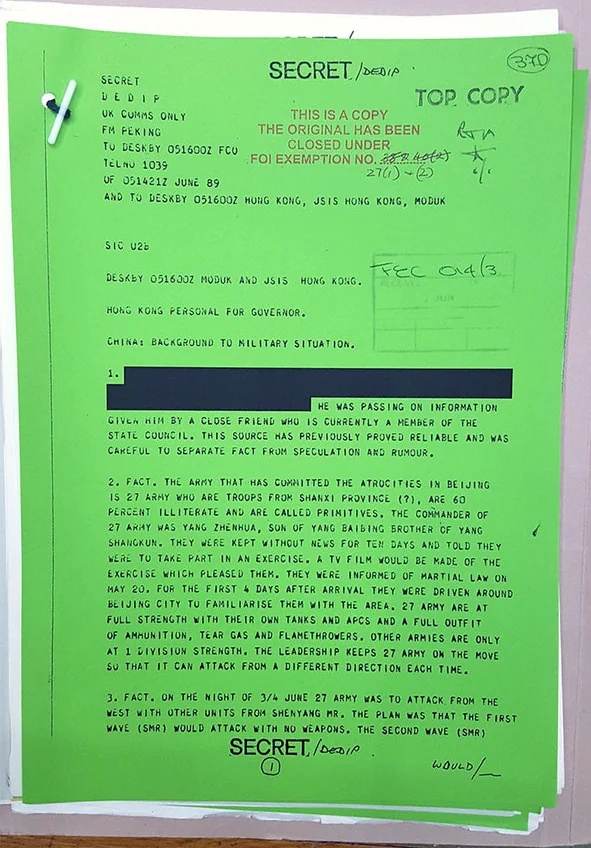 SECRET/DEDIP
370
TOP COPY
SECRET
D E D I P
UK COMMS ONLY
FM PEKING
TO DESKBY 051600Z FCO
TELNO 1039
OF 051421Z JUNE 89
AND TO DESKBY 051600Z HONG KONG, JSIS HONG KONG, MODUK
THIS IS A COPY
THE ORIGINAL HAS BEEN
CLOSED UNDER
FOI EXEMPTION NO.
27(1)+(2)
SIC U2B
FEC 014/3
DESKBY 051600Z MODUK AND JSIS HONG KONG.
HONG KONG PERSONAL FOR GOVERNOR.
CHINA: BACKGROUND TO MILITARY SITUATION.
1.
HE WAS PASSING ON INFORMATION
GIVEN HIM BY A CLOSE FRIEND WHO IS CURRENTLY A MEMBER OF THE
STATE COUNCIL. THIS SOURCE HAS PREVIOUSLY PROVED RELIABLE AND WAS
CAREFUL TO SEPARATE FACT FROM SPECULATION AND RUMOUR.
2. FACT. THE ARMY THAT HAS COMMITTED THE ATROCITIES IN BEIJING
IS 27 ARMY WHO ARE TROOPS FROM SHANXI PROVINCE (?), ARE 60
PERCENT ILLITERATE AND ARE CALLED PRIMITIVES. THE COMMANDER OF
27 ARMY WAS YANG ZHENHUA, SON OF YANG BAIBING BROTHER OF YANG
SHANGKUN. THEY WERE KEPT WITHOUT NEWS FOR TEN DAYS AND TOLD THEY
WERE TO TAKE PART IN AN EXERCISE. A TV FILM WOULD BE MADE OF THE
EXERCISE WHICH PLEASED THEM. THEY WERE INFORMED OF MARTIAL LAW ON
MAY 20. FOR THE FIRST 4 DAYS AFTER ARRIVAL THEY WERE DRIVEN AROUND
BEIJING CITY TO FAMILIARISE THEM WITH THE AREA. 27 ARMY ARE AT
FULL STRENGTH WITH THEIR OWN TANKS AND APCS AND A FULL OUTFIT
OF AMMUNITION, TEAR GAS AND FLAMETHROWERS. OTHER ARMIES ARE ONLY
AT 1 DIVISION STRENGTH. THE LEADERSHIP KEEPS 27 ARMY ON THE MOVE
SO THAT IT CAN ATTACK FROM A DIFFERENT DIRECTION EACH TIME.
3. FACT. ON THE NIGHT OF 3/4 JUNE 27 ARMY WAS TO ATTACK FROM THE
WEST WITH OTHER UNITS FROM SHENYANG MR. THE PLAN WAS THAT THE FIRST
WAVE (SMR) WOULD ATTACK WITH NO WEAPONS. THE SECOND WAVE (SMR)
SECRET/DEDIP
1
WOULD/